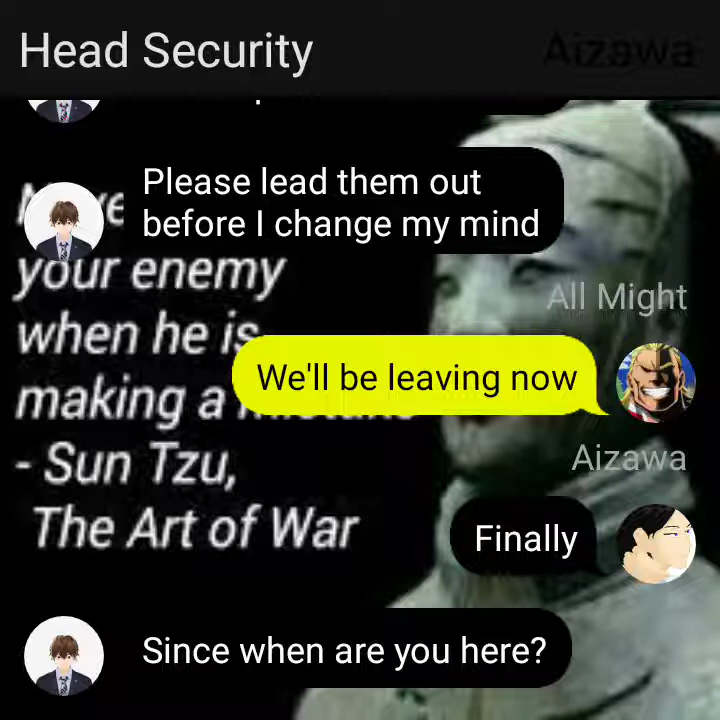 Head Security
Aizawa
Please lead them out
before I change my mind
your enemy
when he is
making a
- Sun Tzu,
The Art of War
All Might
We'll be leaving now
Aizawa
Finally
Since when are you here?